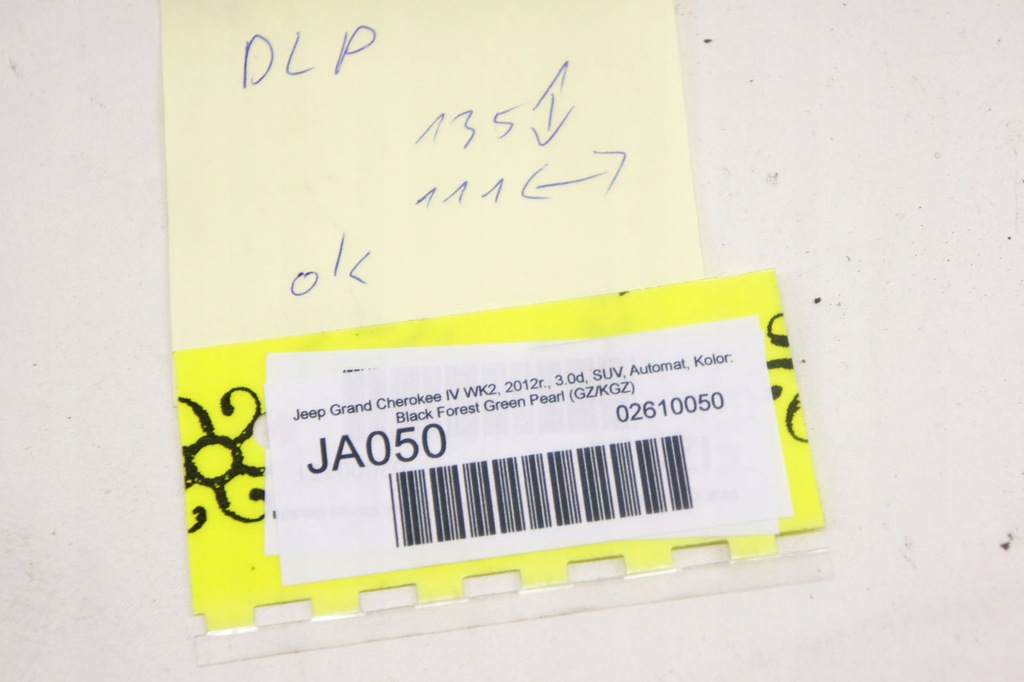 DLP
135 ↕
111 ↔
ok
Jeep Grand Cherokee IV WK2, 2012r., 3.0d, SUV, Automat, Kolor:
Black Forest Green Pearl (GZ/KGZ)
JA050 02610050